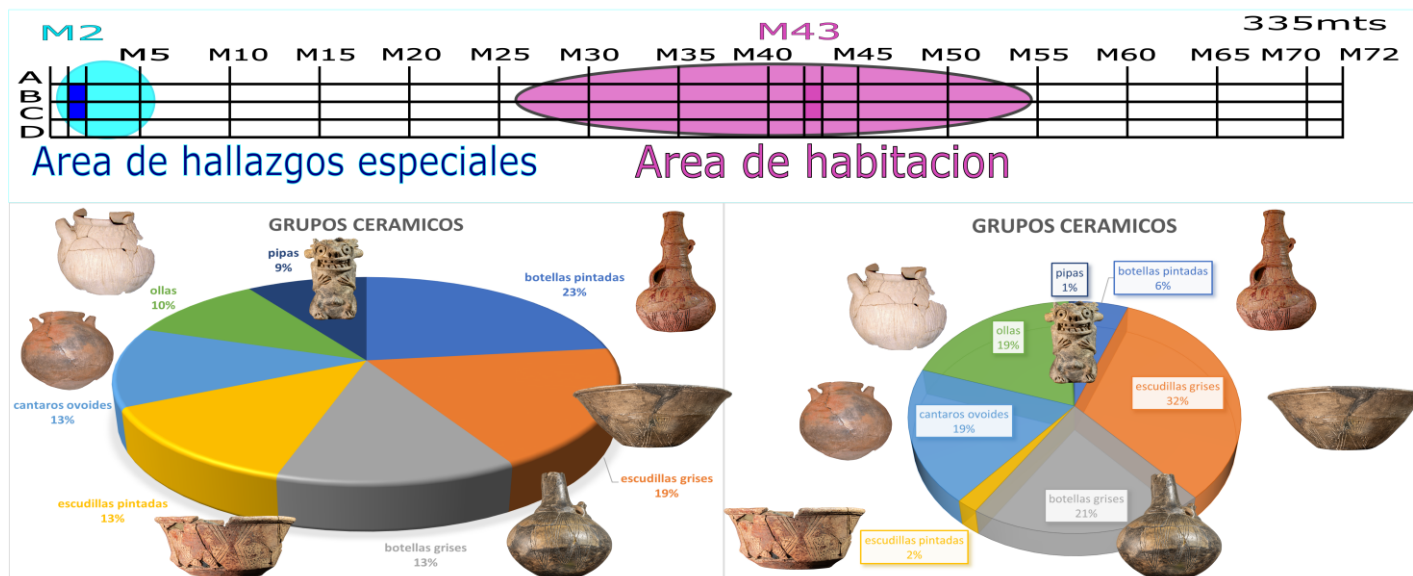 M2
M43
335mts
M5 M10 M15 M20 M25 M30 M35 M40 M45 M50 M55 M60 M65 M70 M72
A
B
C
D
Area de hallazgos especiales
Area de habitacion
GRUPOS CERAMICOS
pipas
9%
botellas pintadas
23%
ollas
10%
cantaros ovoides
13%
escudillas grises
19%
escudillas pintadas
13%
botellas grises
13%
GRUPOS CERAMICOS
pipas
1%
botellas pintadas
6%
ollas
19%
escudillas grises
32%
cantaros ovoides
19%
botellas grises
21%
escudillas pintadas
2%